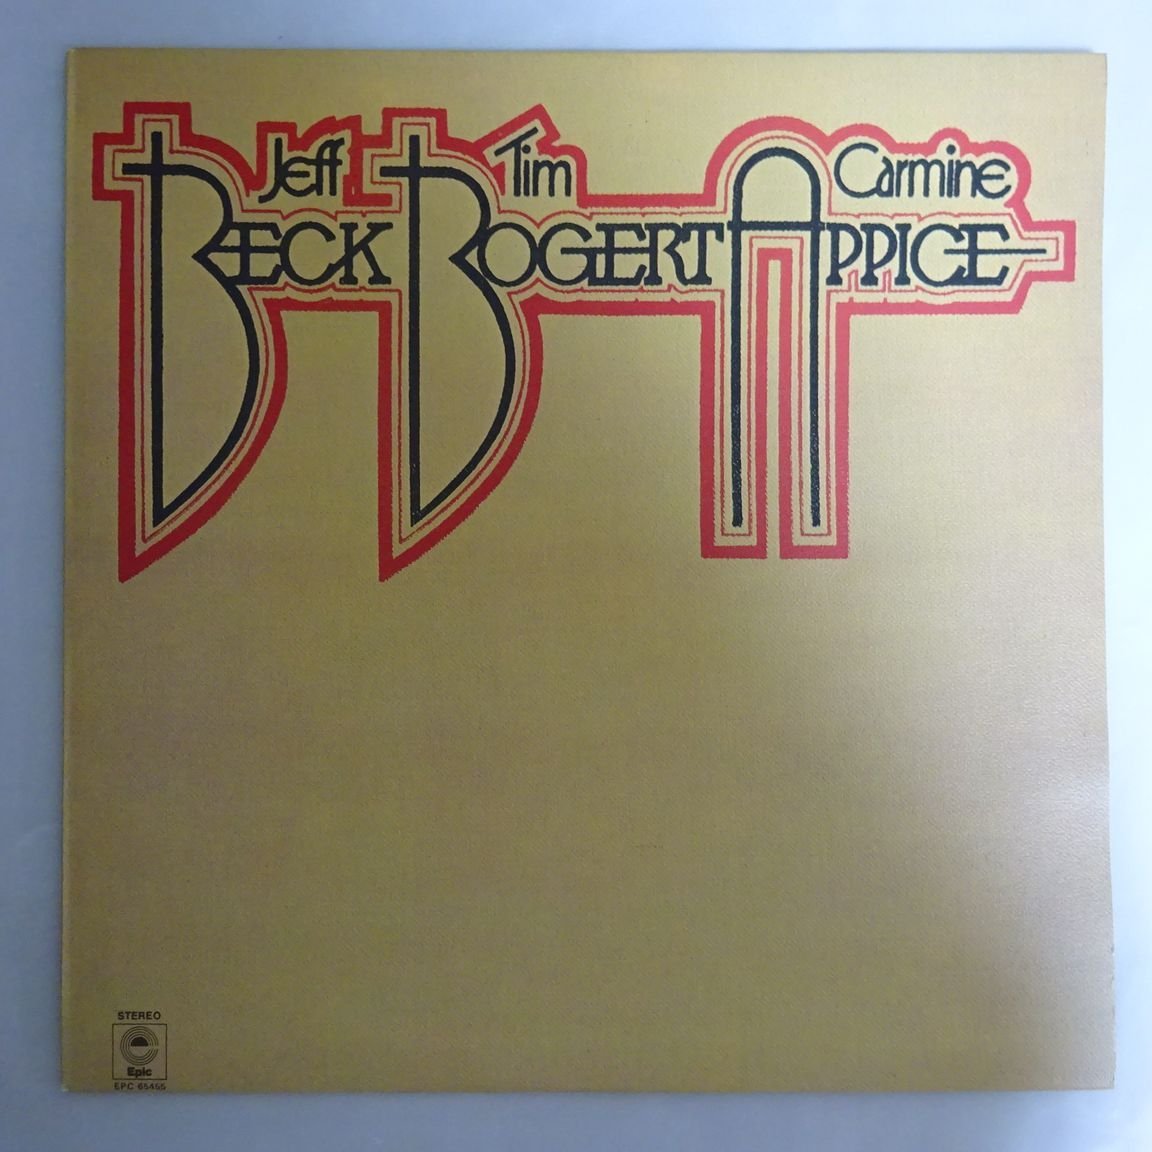 Jeff Tim Carmine
BECK BOGERT APPICE
STEREO
Epic
EPC 65455